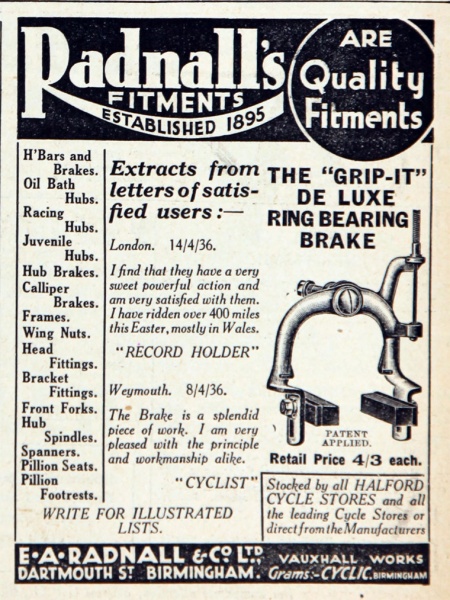 Radnall's
FITMENTS
ESTABLISHED 1895
ARE
Quality
Fitments
H'Bars and
Brakes.
Oil Bath
Hubs.
Racing
Hubs.
Juvenile
Hubs.
Hub Brakes.
Calliper
Brakes.
Frames.
Wing Nuts.
Head
Fittings.
Bracket
Fittings.
Front Forks.
Hub
Spindles.
Spanners.
Pillion Seats.
Pillion
Footrests.
Extracts from
letters of satis-
fied users :—
London. 14/4/36.
I find that they have a very
sweet powerful action and
am very satisfied with them.
I have ridden over 400 miles
this Easter, mostly in Wales.
"RECORD HOLDER"
Weymouth. 8/4/36.
The Brake is a splendid
piece of work. I am very
pleased with the principle
and workmanship alike.
"CYCLIST"
WRITE FOR ILLUSTRATED
LISTS.
THE "GRIP-IT"
DE LUXE
RING BEARING
BRAKE
PATENT
APPLIED.
Retail Price 4/3 each.
Stocked by all HALFORD
CYCLE STORES and all
the leading Cycle Stores or
direct from the Manufacturers
E·A·RADNALL & CO LTD.,
DARTMOUTH ST BIRMINGHAM.
VAUXHALL WORKS
Grams:-CYCLIC, BIRMINGHAM